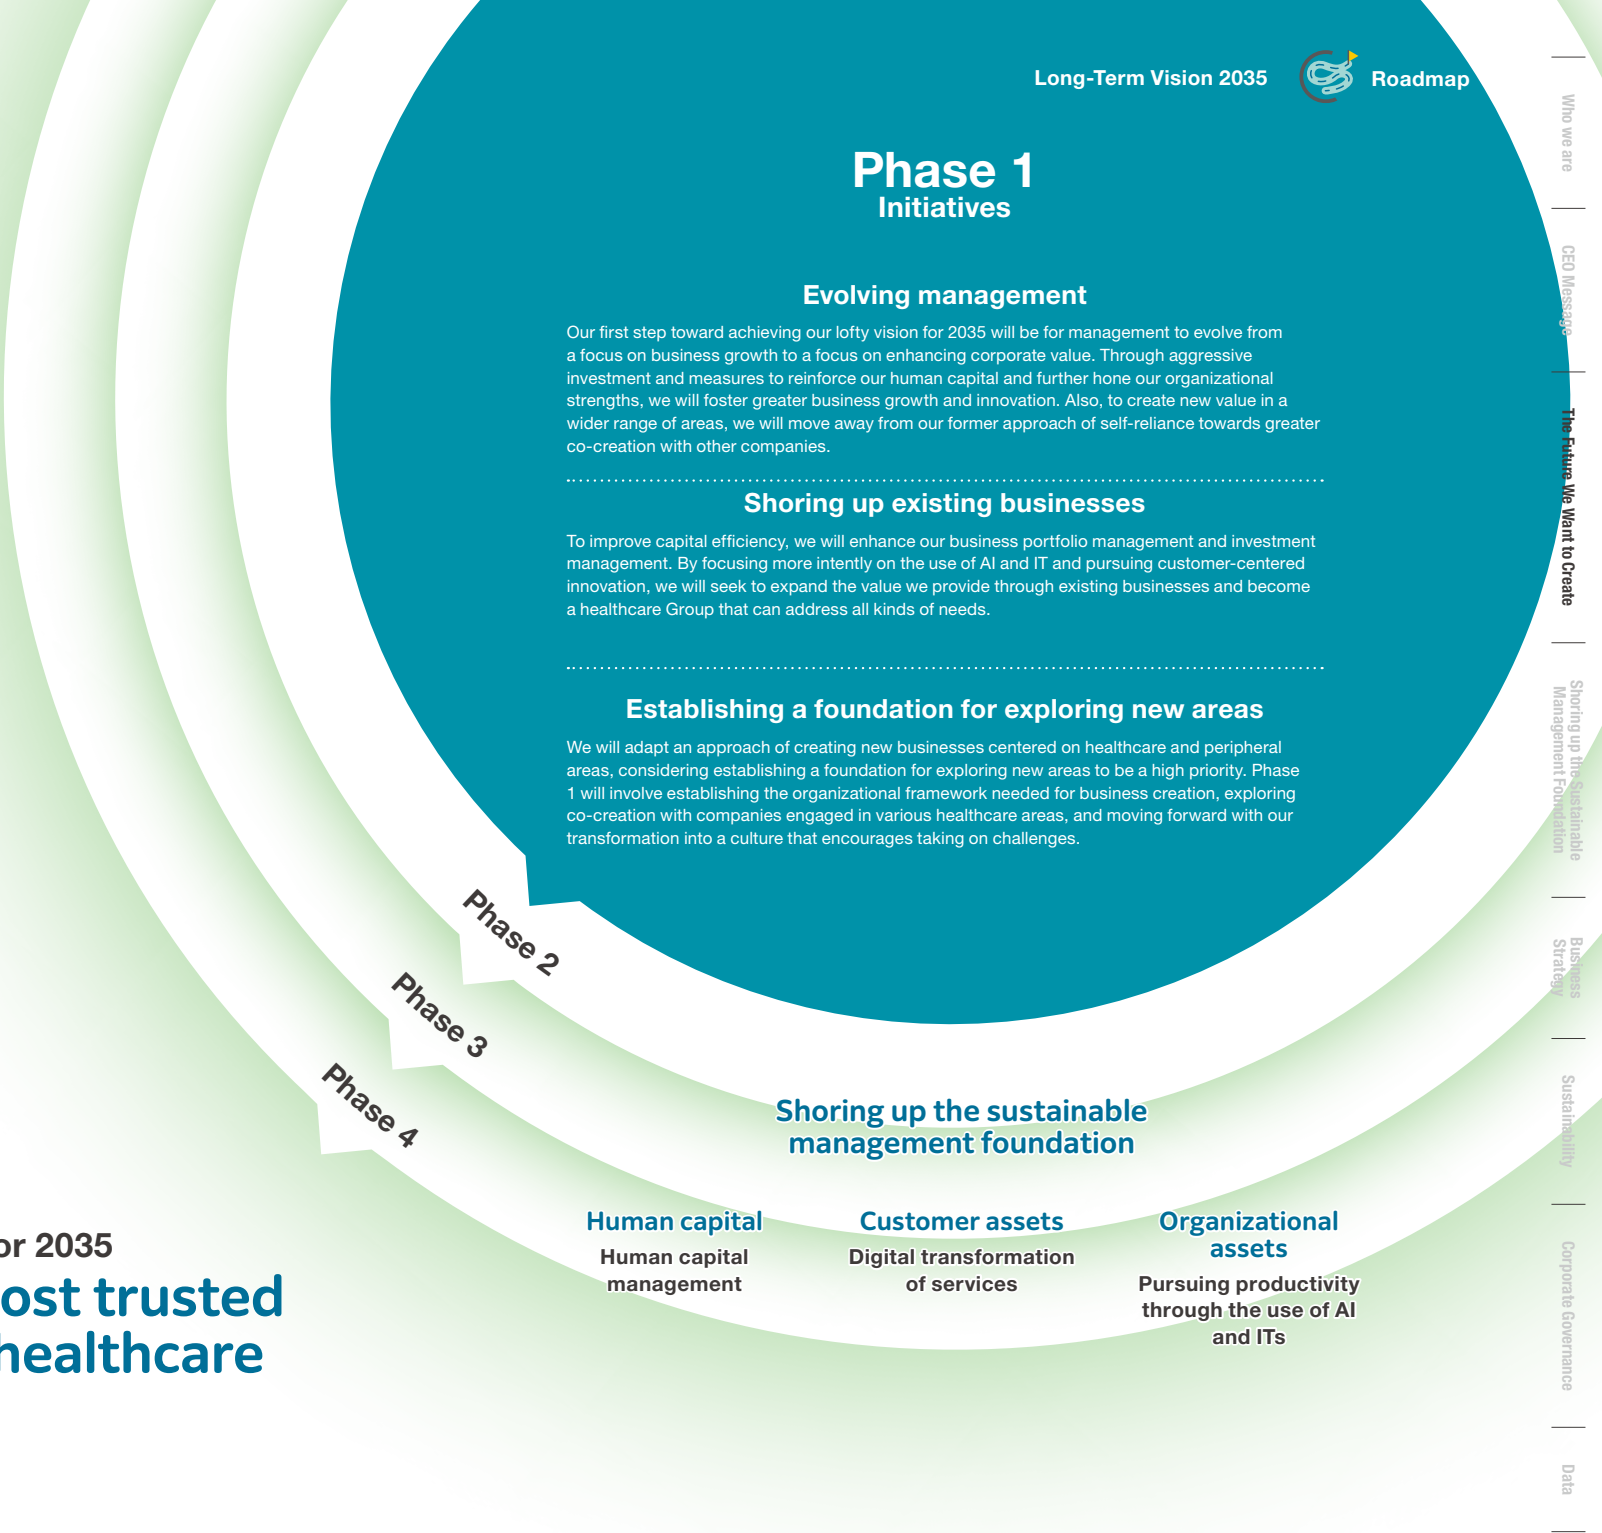 Long-Term Vision 2035
Roadmap
Phase 1
Initiatives
Evolving management
Our first step toward achieving our lofty vision for 2035 will be for management to evolve from
a focus on business growth to a focus on enhancing corporate value. Through aggressive
investment and measures to reinforce our human capital and further hone our organizational
strengths, we will foster greater business growth and innovation. Also, to create new value in a
wider range of areas, we will move away from our former approach of self-reliance towards greater
co-creation with other companies.
Shoring up existing businesses
To improve capital efficiency, we will enhance our business portfolio management and investment
management. By focusing more intently on the use of AI and IT and pursuing customer-centered
innovation, we will seek to expand the value we provide through existing businesses and become
a healthcare Group that can address all kinds of needs.
Establishing a foundation for exploring new areas
We will adapt an approach of creating new businesses centered on healthcare and peripheral
areas, considering establishing a foundation for exploring new areas to be a high priority. Phase
1 will involve establishing the organizational framework needed for business creation, exploring
co-creation with companies engaged in various healthcare areas, and moving forward with our
transformation into a culture that encourages taking on challenges.
Phase 2
Phase 3
Phase 4
Shoring up the sustainable
management foundation
Human capital
Human capital
management
Customer assets
Digital transformation
of services
Organizational
assets
Pursuing productivity
through the use of AI
and ITs
or 2035
ost trusted
healthcare
Who we are
CEO Message
The Future We Want to Create
Shoring up the Sustainable
Management Foundation
Business
Strategy
Sustainability
Corporate Governance
Data